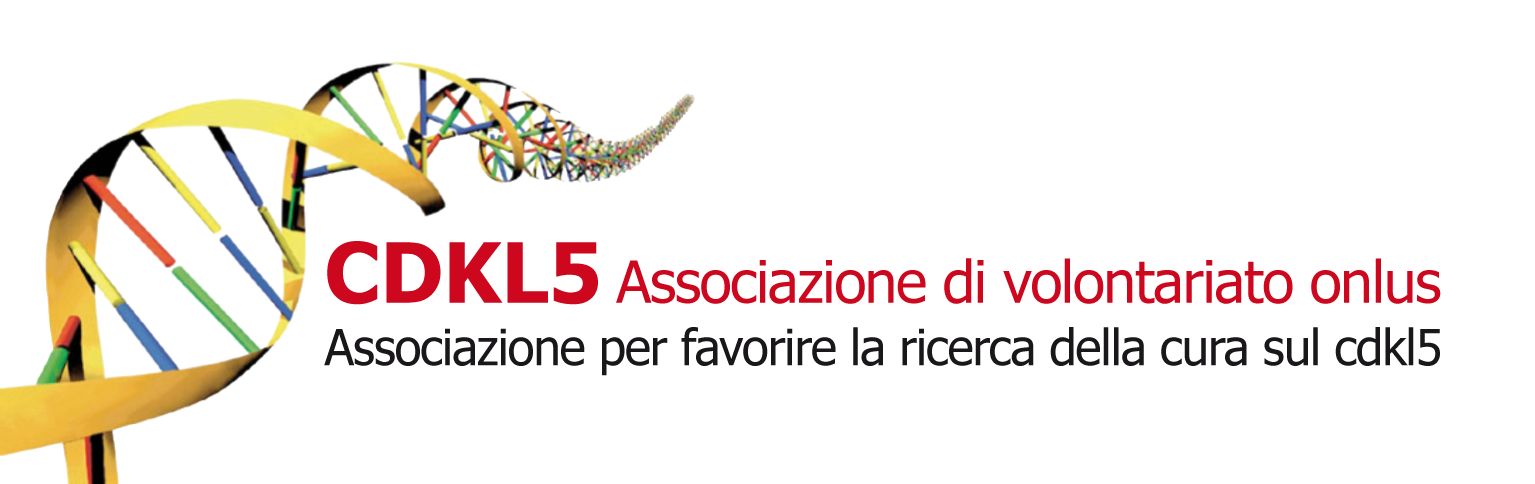 CDKL5 Associazione di volontariato onlus
Associazione per favorire la ricerca della cura sul cdkl5